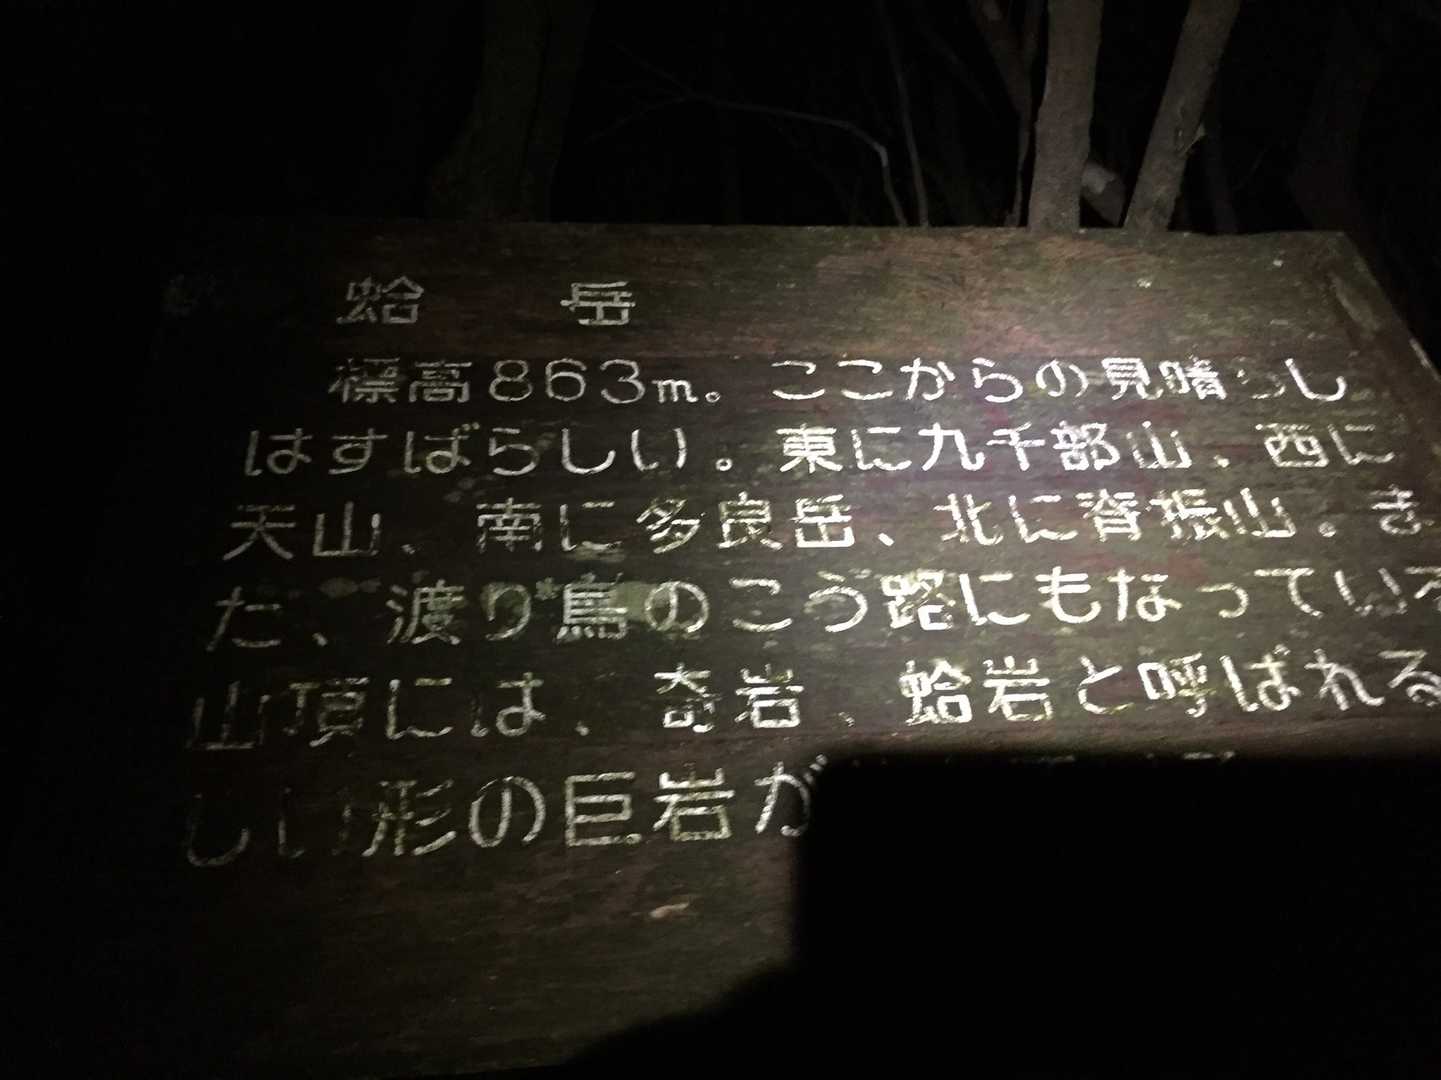 蛤 岳
標高863m。ここからの見晴らし
はすばらしい。東に九千部山、西に
天山、南に多良岳、北に脊振山。ま
た、渡り鳥のこう路にもなっている
山頂には、奇岩、蛤岩と呼ばれる
しい形の巨岩が